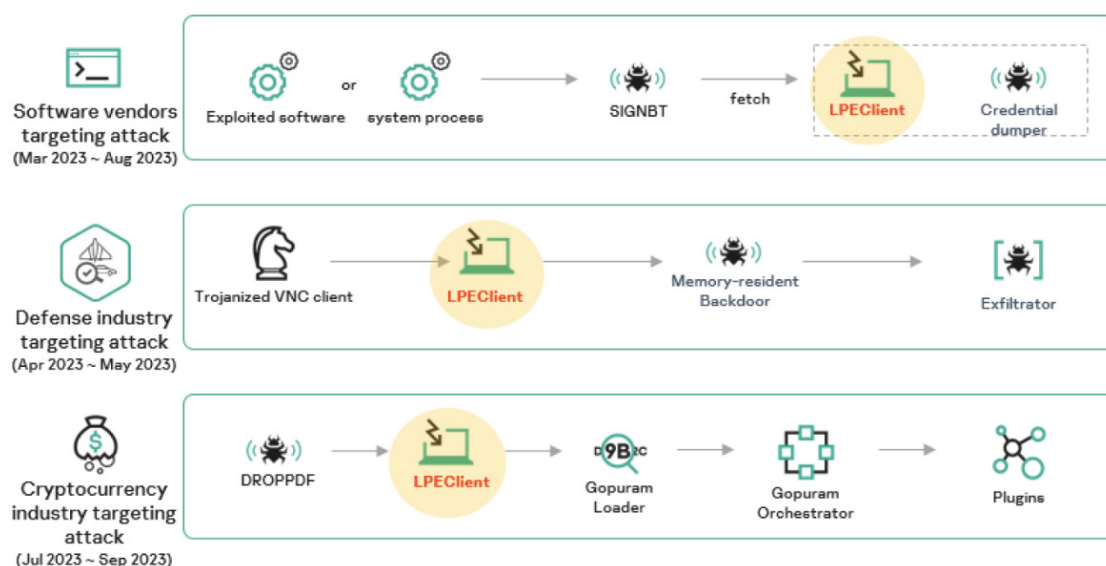 Software vendors
targeting attack
(Mar 2023 ~ Aug 2023)
Exploited software
or
system process
SIGNBT
fetch
LPEClient
Credential
dumper
Defense industry
targeting attack
(Apr 2023 ~ May 2023)
Trojanized VNC client
LPEClient
Memory-resident
Backdoor
Exfiltrator
Cryptocurrency
industry targeting
attack
(Jul 2023 ~ Sep 2023)
$
DROPPDF
LPEClient
D9B2C
Gopuram
Loader
Gopuram
Orchestrator
Plugins